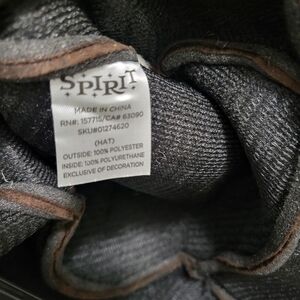 SPIRIT
MADE IN CHINA
RN#: 157715/CA# 63090
SKU#01274620
(HAT)
OUTSIDE: 100% POLYESTER
INSIDE: 100% POLYURETHANE
EXCLUSIVE OF DECORATION